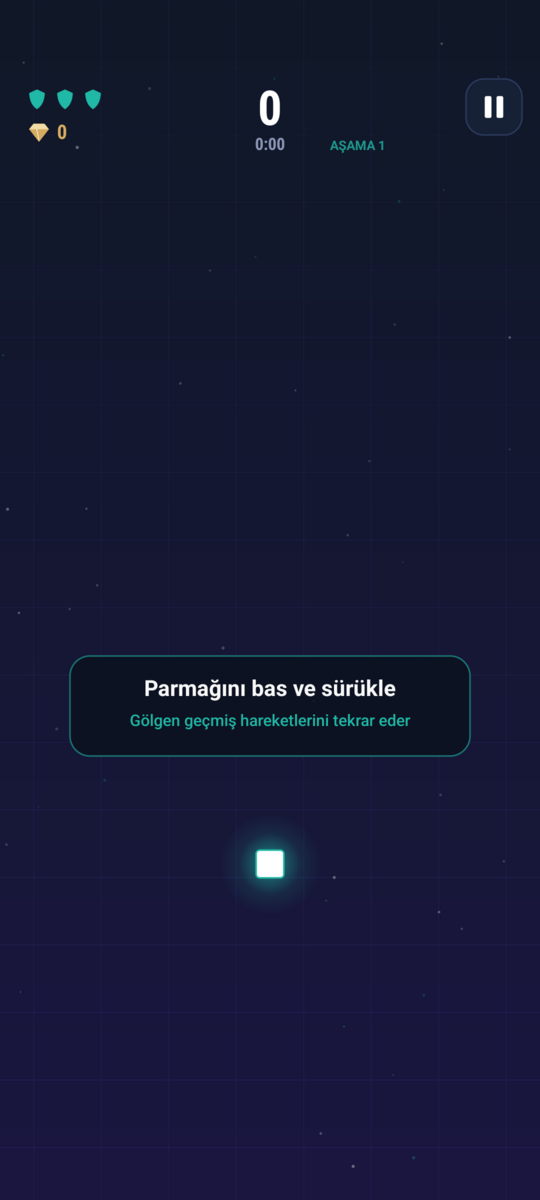 0
0
0:00
AŞAMA 1
Parmağını bas ve sürükle
Gölgen geçmiş hareketlerini tekrar eder